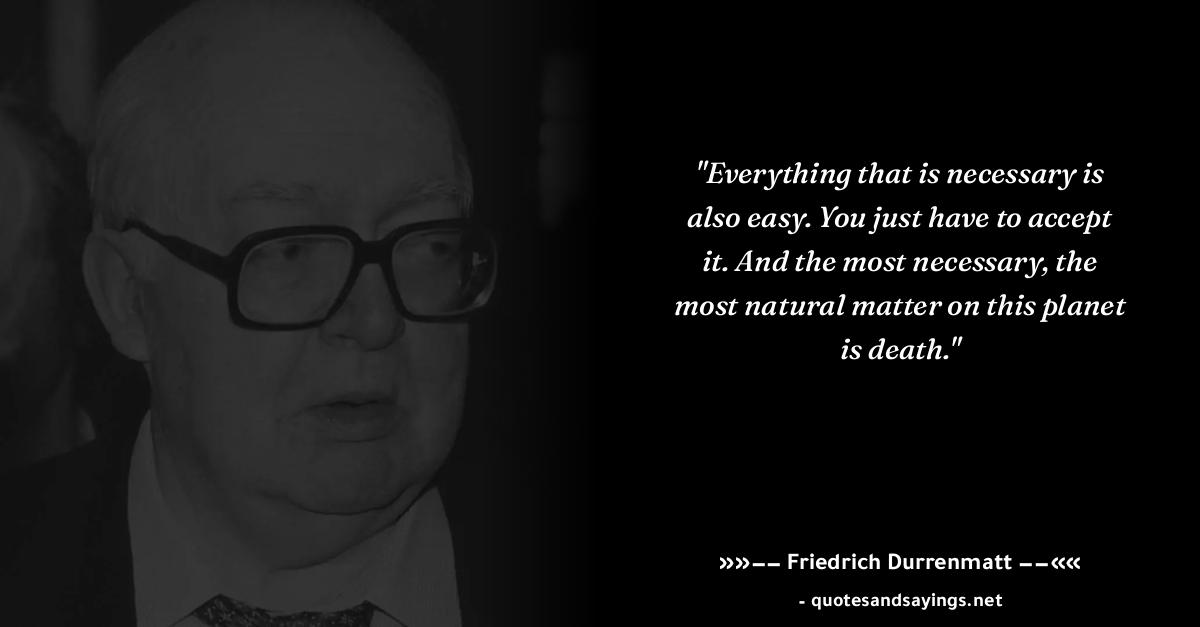 "Everything that is necessary is
also easy. You just have to accept
it. And the most necessary, the
most natural matter on this planet
is death."
»»−− Friedrich Durrenmatt −−««
- quotesandsayings.net